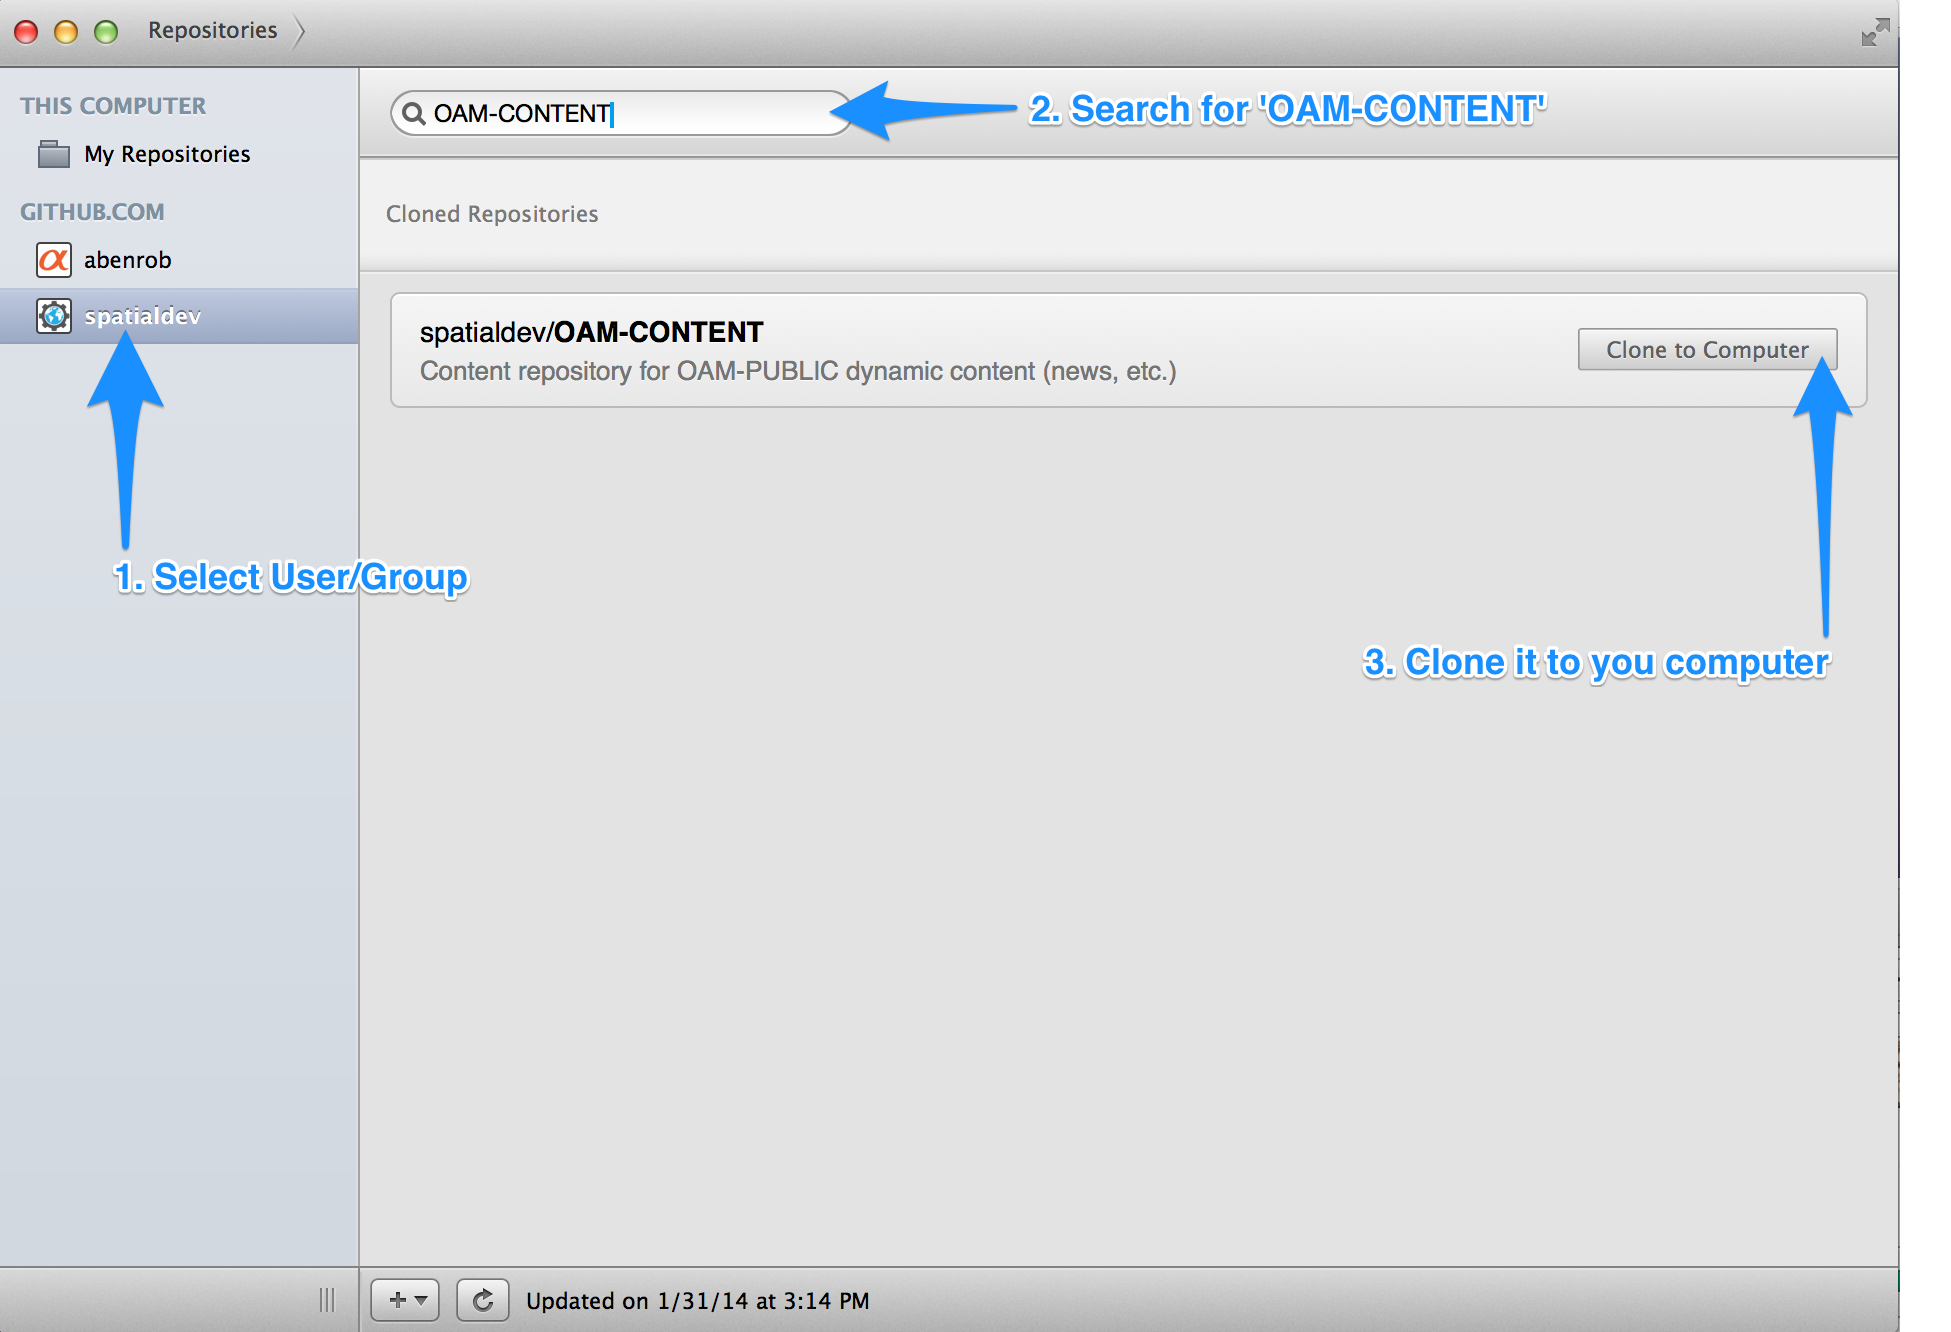 Repositories
THIS COMPUTER
My Repositories
GITHUB.COM
abenrob
spatialdev
1. Select User/Group
OAM-CONTENT
2. Search for 'OAM-CONTENT'
Cloned Repositories
spatialdev/OAM-CONTENT
Content repository for OAM-PUBLIC dynamic content (news, etc.)
Clone to Computer
3. Clone it to you computer
Updated on 1/31/14 at 3:14 PM